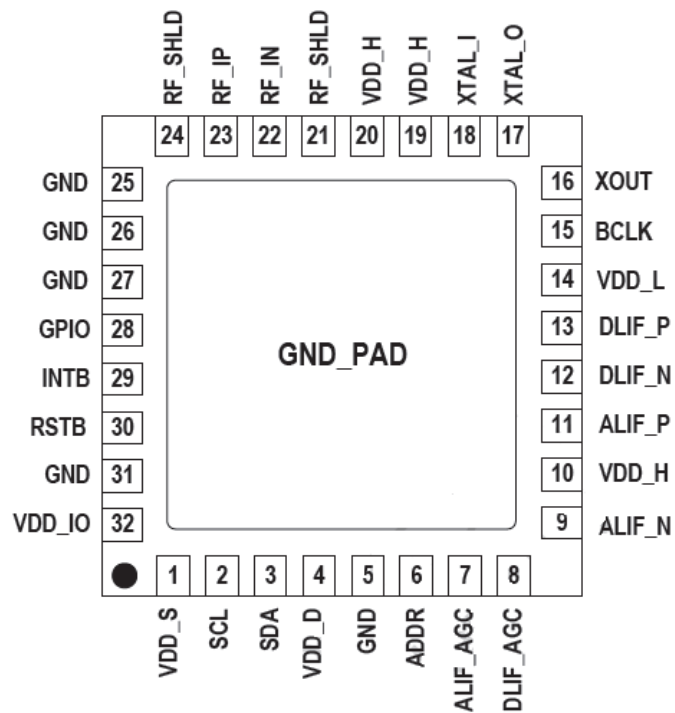 RF_SHLD
RF_IP
RF_IN
RF_SHLD
VDD_H
VDD_H
XTAL_I
XTAL_O
24 23 22 21 20 19 18 17
GND 25
GND 26
GND 27
GPIO 28
INTB 29
RSTB 30
GND 31
VDD_IO 32
GND_PAD
16 XOUT
15 BCLK
14 VDD_L
13 DLIF_P
12 DLIF_N
11 ALIF_P
10 VDD_H
9 ALIF_N
1 2 3 4 5 6 7 8
VDD_S
SCL
SDA
VDD_D
GND
ADDR
ALIF_AGC
DLIF_AGC